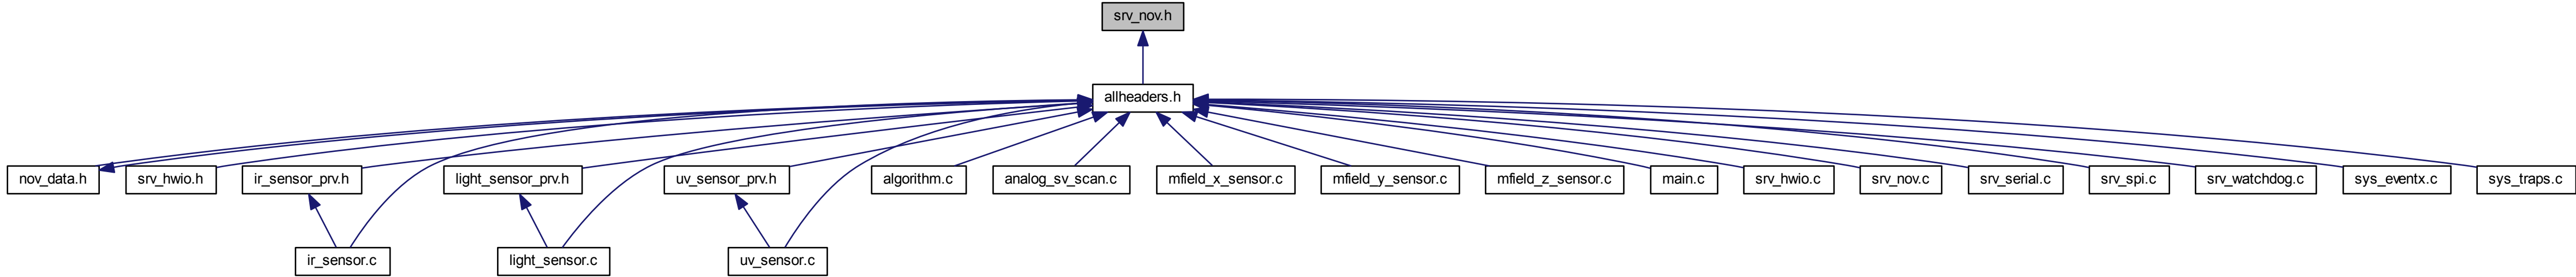 srv_nov.h
allheaders.h
nov_data.h
srv_hwio.h
ir_sensor_prv.h
light_sensor_prv.h
uv_sensor_prv.h
algorithm.c
analog_sv_scan.c
mfield_x_sensor.c
mfield_y_sensor.c
mfield_z_sensor.c
main.c
srv_hwio.c
srv_nov.c
srv_serial.c
srv_spi.c
srv_watchdog.c
sys_eventx.c
sys_traps.c
ir_sensor.c
light_sensor.c
uv_sensor.c